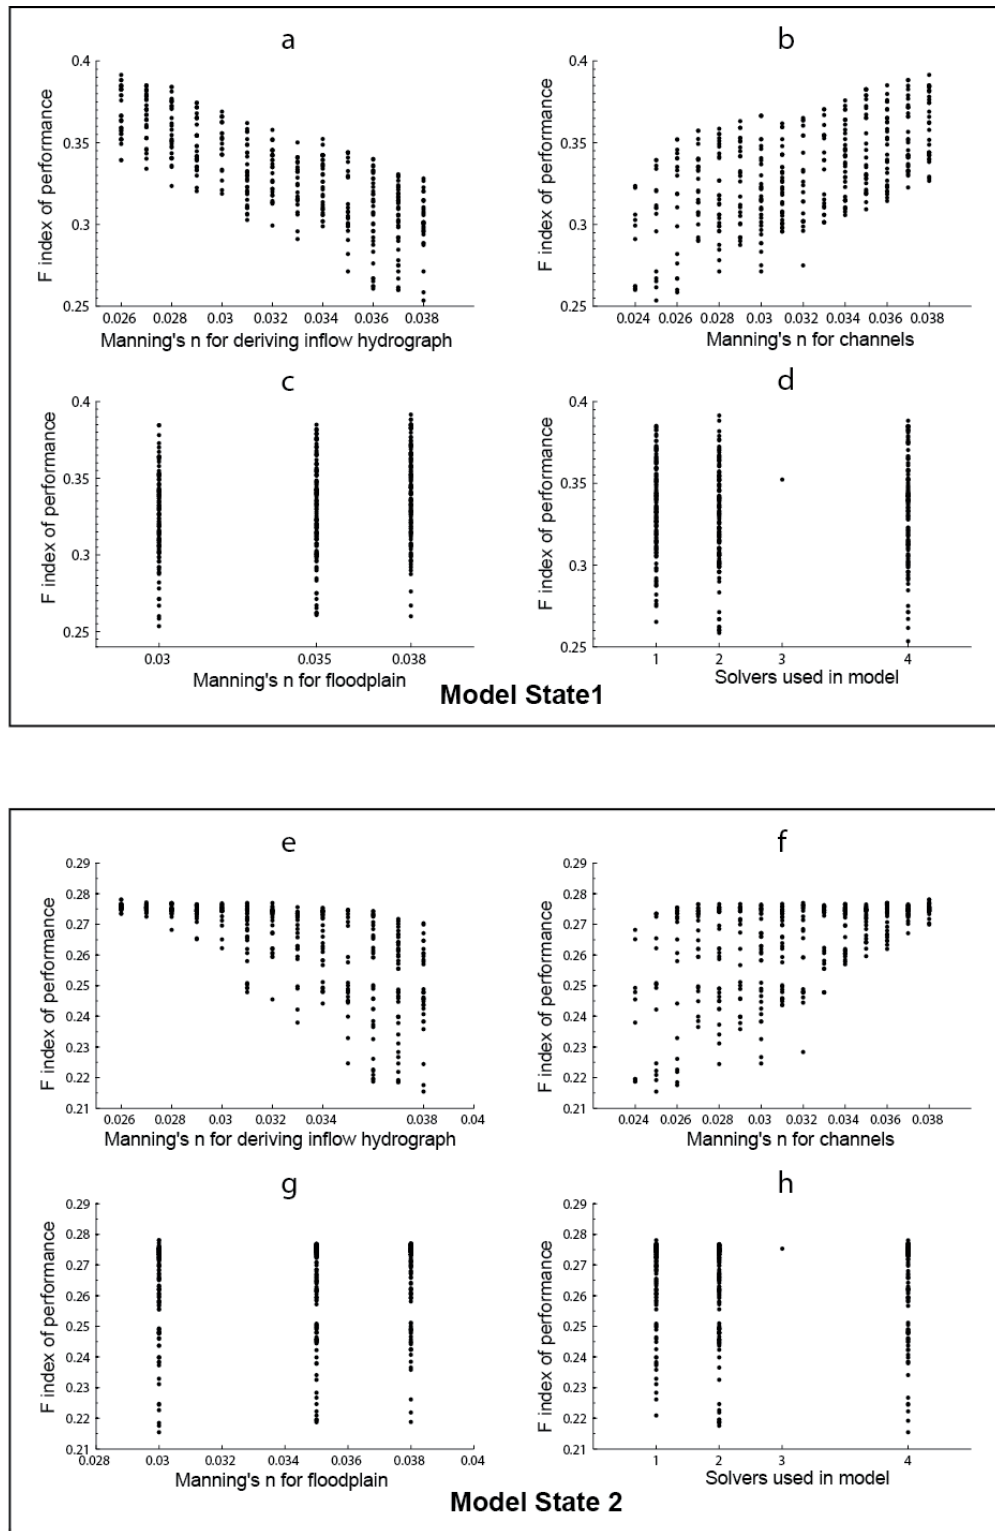 a
b
0.4
0.35
0.3
0.25
F index of performance
0.026 0.028 0.03 0.032 0.034 0.036 0.038
Manning's n for deriving inflow hydrograph
0.4
0.35
0.3
0.25
F index of performance
0.024 0.026 0.028 0.03 0.032 0.034 0.036 0.038
Manning's n for channels
c
d
0.4
0.35
0.3
0.25
F index of performance
0.03 0.035 0.038
Manning's n for floodplain
0.4
0.35
0.3
0.25
F index of performance
1 2 3 4
Solvers used in model
Model State1
e
f
0.29
0.28
0.27
0.26
0.25
0.24
0.23
0.22
0.21
F index of performance
0.026 0.028 0.03 0.032 0.034 0.036 0.038 0.04
Manning's n for deriving inflow hydrograph
0.29
0.28
0.27
0.26
0.25
0.24
0.23
0.22
0.21
F index of performance
0.024 0.026 0.028 0.03 0.032 0.034 0.036 0.038
Manning's n for channels
g
h
0.29
0.28
0.27
0.26
0.25
0.24
0.23
0.22
0.21
F index of performance
0.028 0.03 0.032 0.034 0.036 0.038 0.04
Manning's n for floodplain
0.29
0.28
0.27
0.26
0.25
0.24
0.23
0.22
0.21
F index of performance
1 2 3 4
Solvers used in model
Model State 2